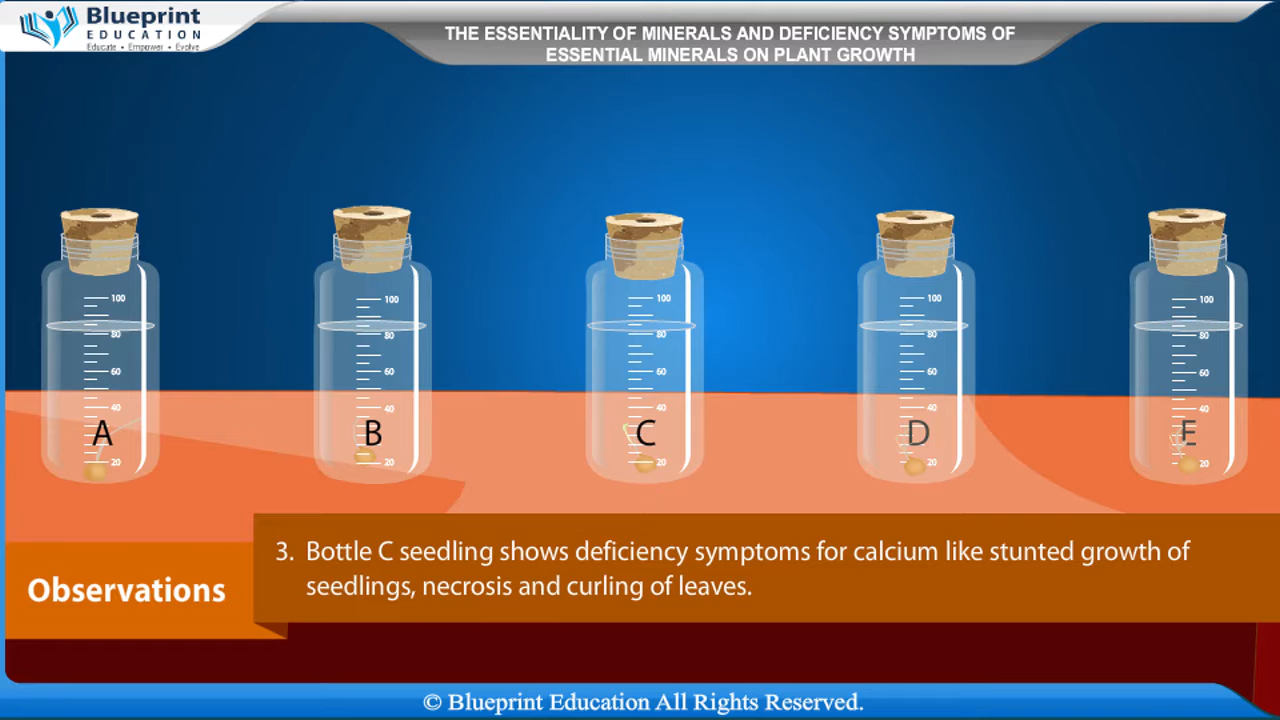 Blueprint
EDUCATION
Educate • Empower • Evolve
THE ESSENTIALITY OF MINERALS AND DEFICIENCY SYMPTOMS OF
ESSENTIAL MINERALS ON PLANT GROWTH
100
80
60
40
A
20
100
80
60
40
B
20
100
80
60
40
C
20
100
80
60
40
D
20
100
80
60
40
E
20
Observations
3. Bottle C seedling shows deficiency symptoms for calcium like stunted growth of
seedlings, necrosis and curling of leaves.
© Blueprint Education All Rights Reserved.